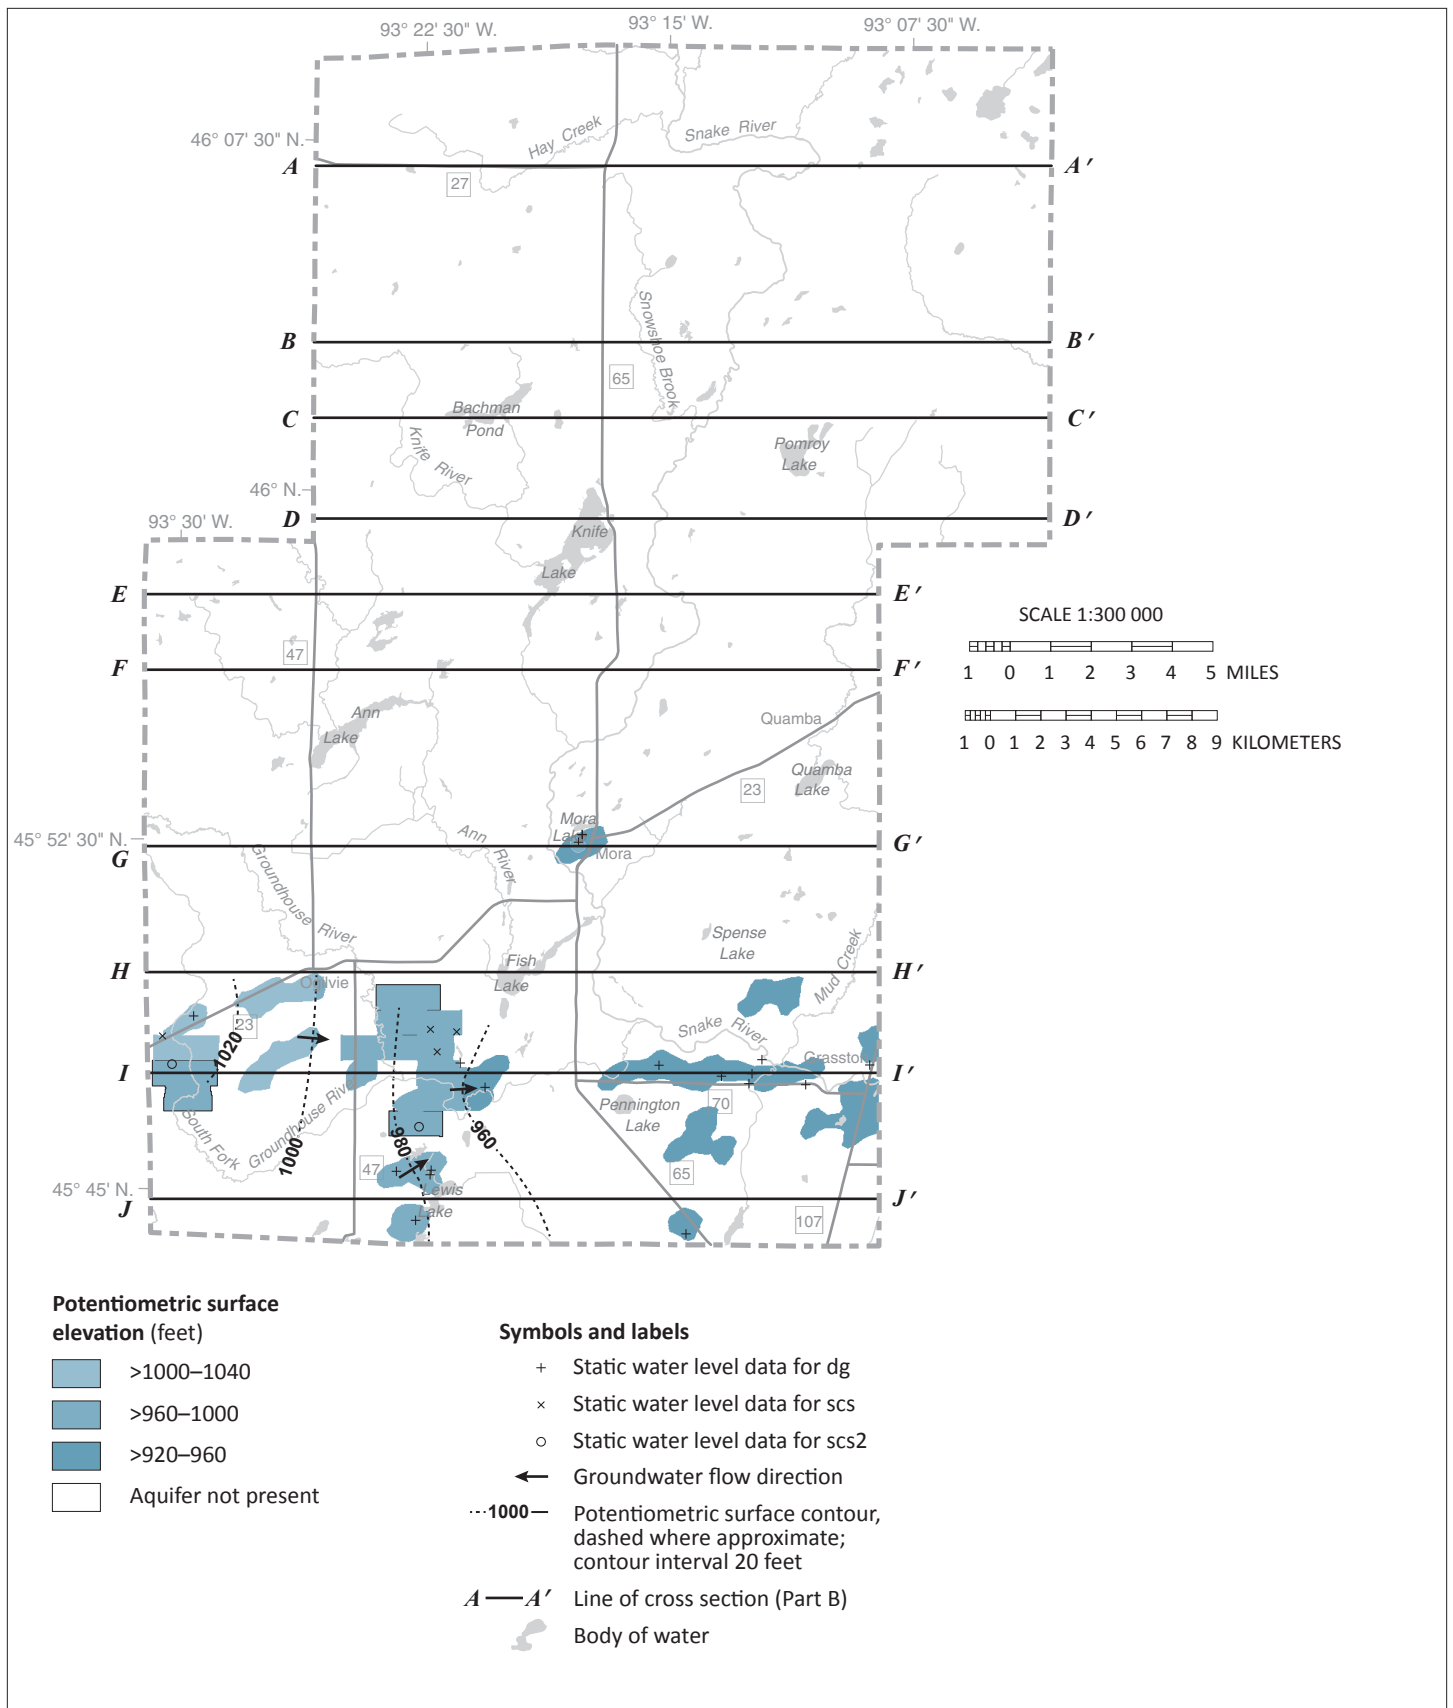 93° 22' 30" W.
93° 15' W.
93° 07' 30" W.
46° 07' 30" N.
Hay Creek
Snake River
A
A'
27
Snowshoe Brook
B
B'
65
Bachman
Pond
C
C'
Knife River
Pomroy
Lake
46° N.
93° 30' W.
D
D'
Knife
Lake
E
E'
SCALE 1:300 000
47
F
F'
1 0 1 2 3 4 5 MILES
Ann
Lake
Quamba
1 0 1 2 3 4 5 6 7 8 9 KILOMETERS
Quamba
Lake
23
Mora
Lake
45° 52' 30" N.
Ann River
G
Mora
G'
Groundhouse River
Spense
Lake
Mud Creek
H
Fish
Lake
H'
Ogilvie
23
Snake River
1020
Grasston
I
I'
South Fork
Groundhouse River
1000
980
960
Pennington
Lake
70
47
65
45° 45' N.
Lewis
Lake
J
J'
107
Potentiometric surface
elevation (feet)
>1000–1040
>960–1000
>920–960
Aquifer not present
Symbols and labels
+ Static water level data for dg
× Static water level data for scs
○ Static water level data for scs2
Groundwater flow direction
1000 Potentiometric surface contour,
dashed where approximate;
contour interval 20 feet
A — A' Line of cross section (Part B)
Body of water